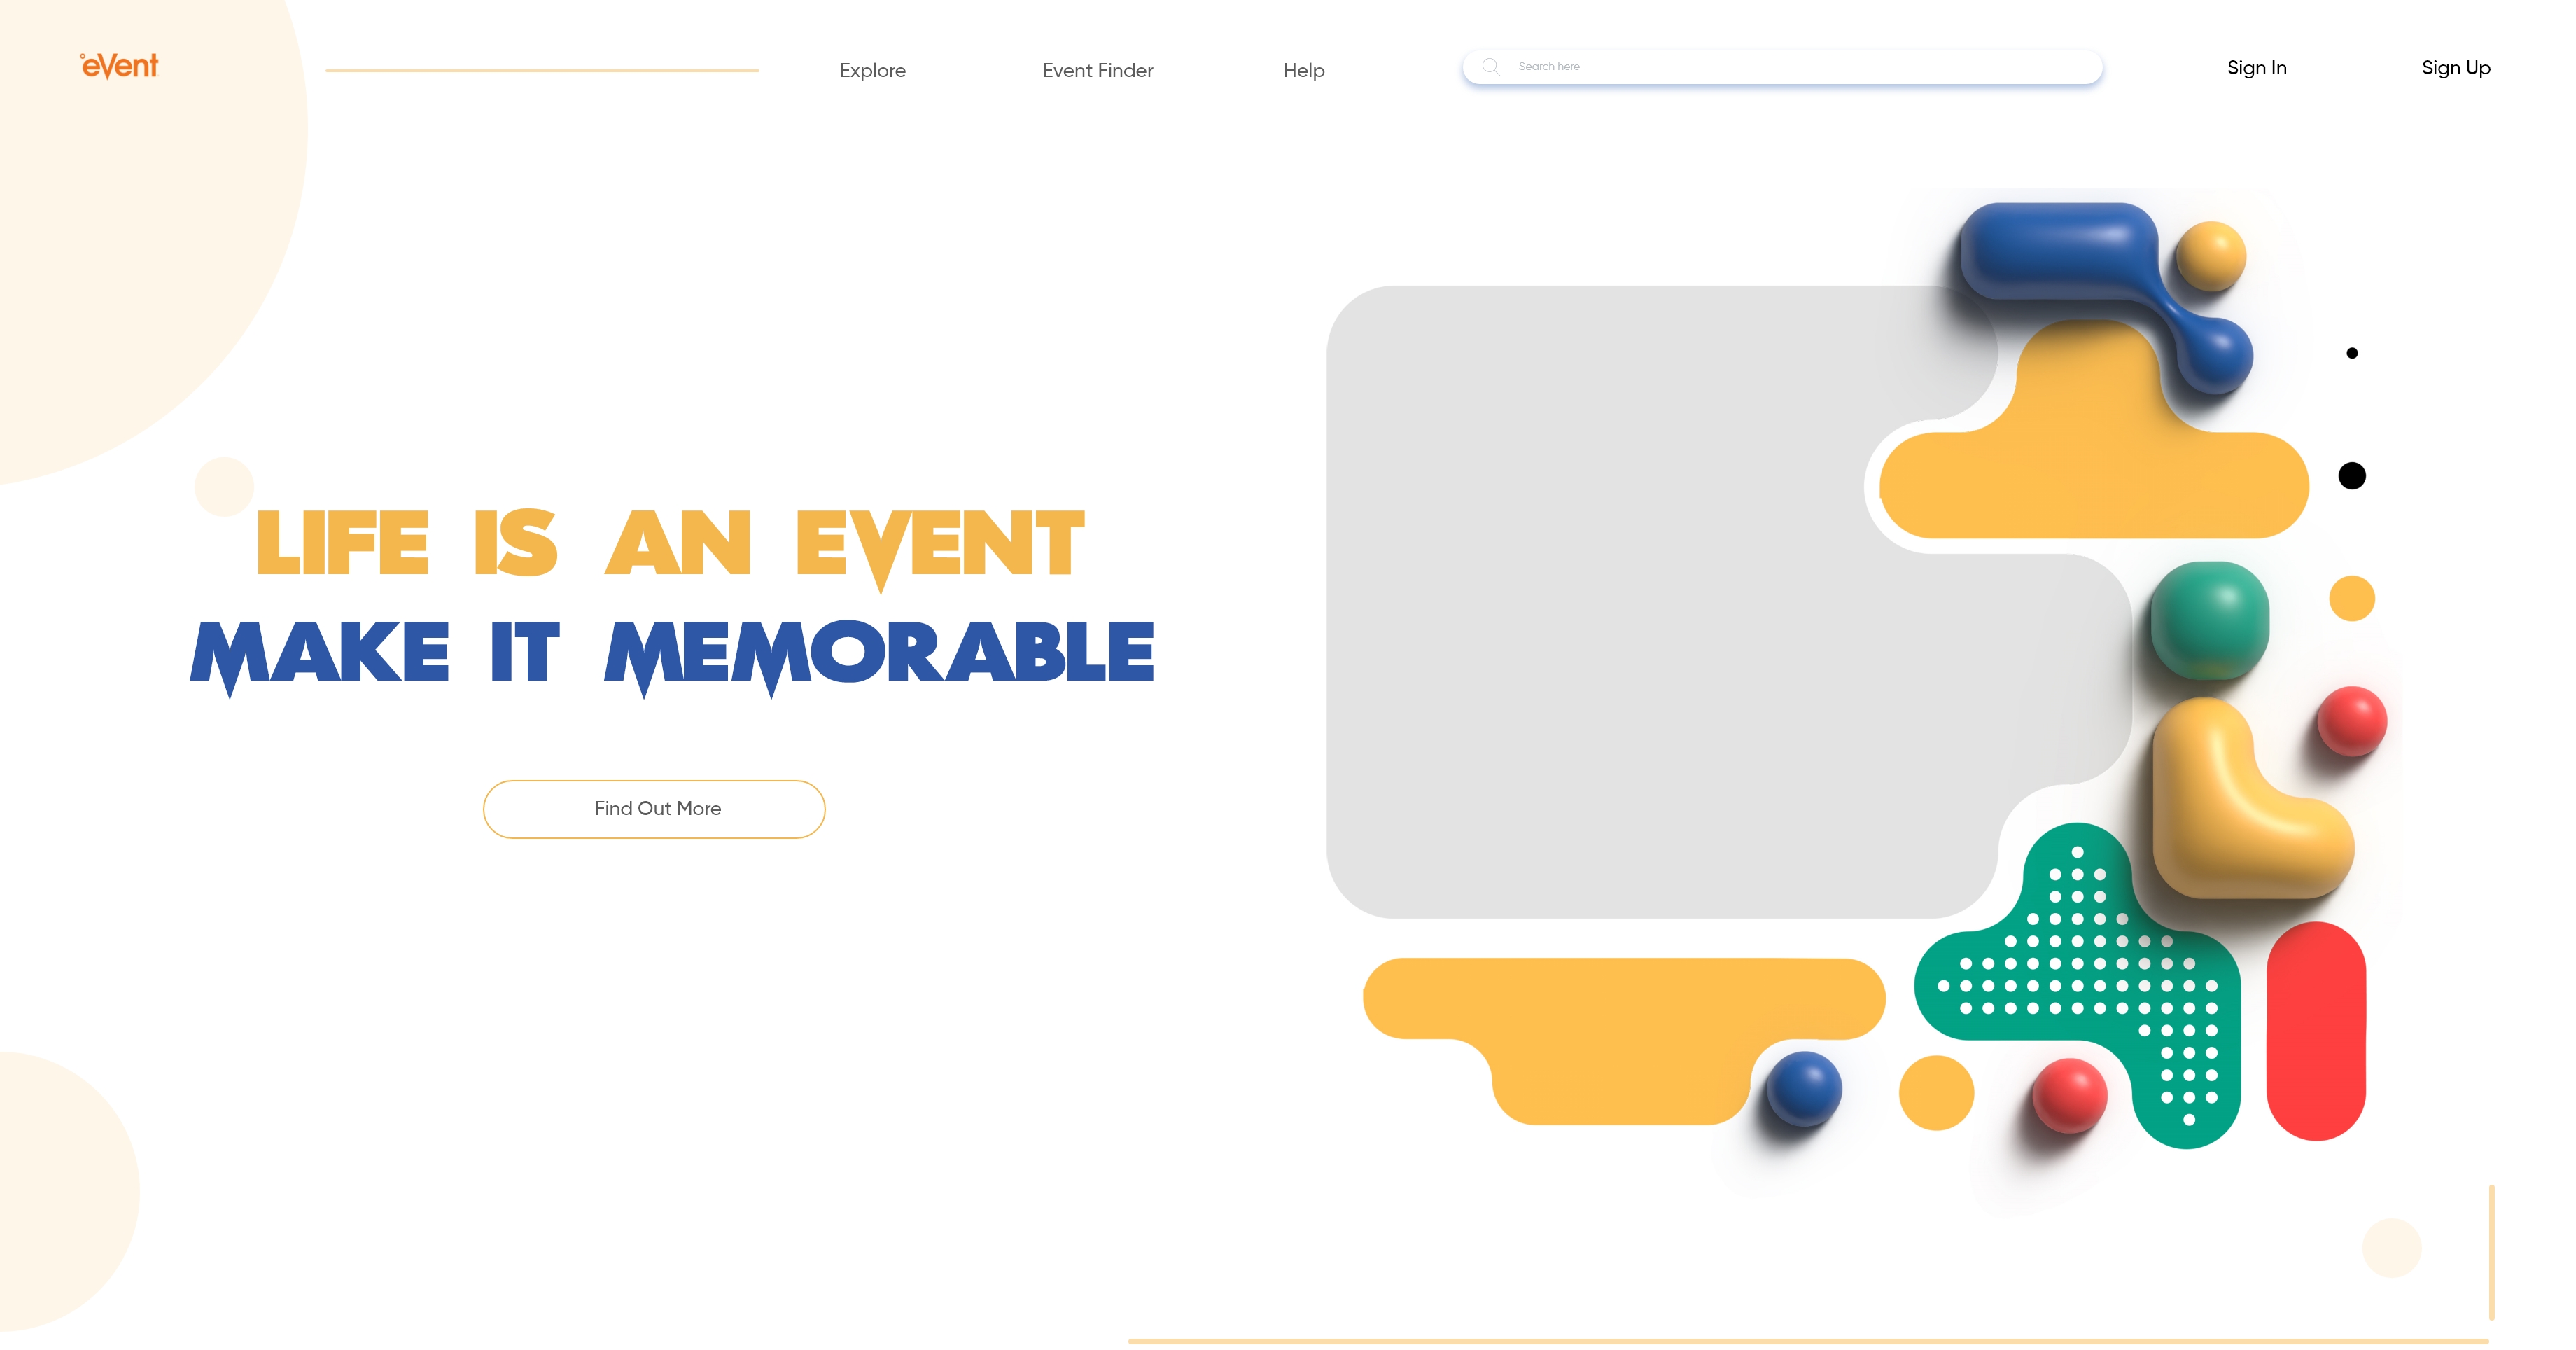 eVent
Explore
Event Finder
Help
Search here
Sign In
Sign Up
LIFE IS AN EVENT
MAKE IT MEMORABLE
Find Out More